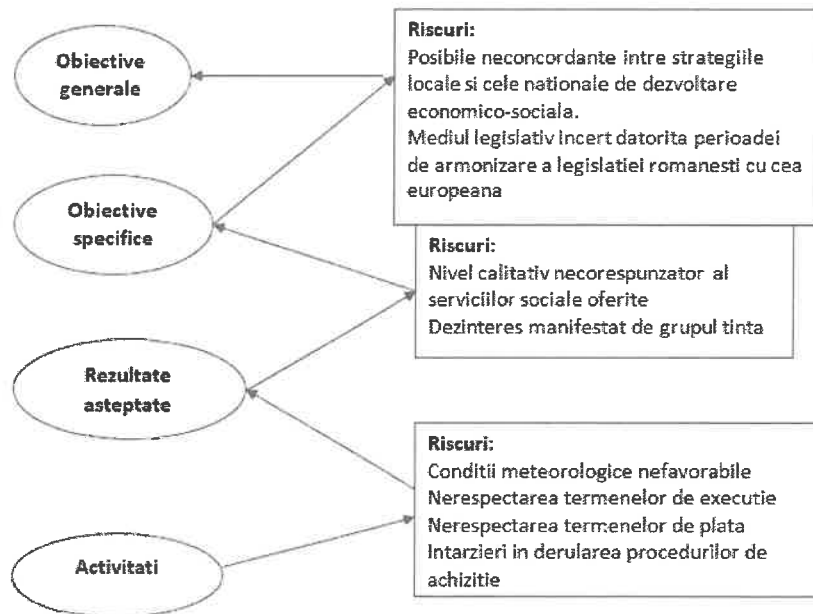 Obiective
generale
Riscuri:
Posibile neconcordante intre strategiile
locale si cele nationale de dezvoltare
economico-sociala.
Mediul legislativ incert datorita perioadei
de armonizare a legislatiei romanesti cu cea
europeana
Obiective
specifice
Riscuri:
Nivel calitativ necorespunzator al
serviciilor sociale oferite
Dezinteres manifestat de grupul tinta
Rezultate
asteptate
Riscuri:
Conditii meteorologice nefavorabile
Nerespectarea termenelor de executie
Nerespectarea termenelor de plata
Intarzieri in derularea procedurilor de
achizitie
Activitati